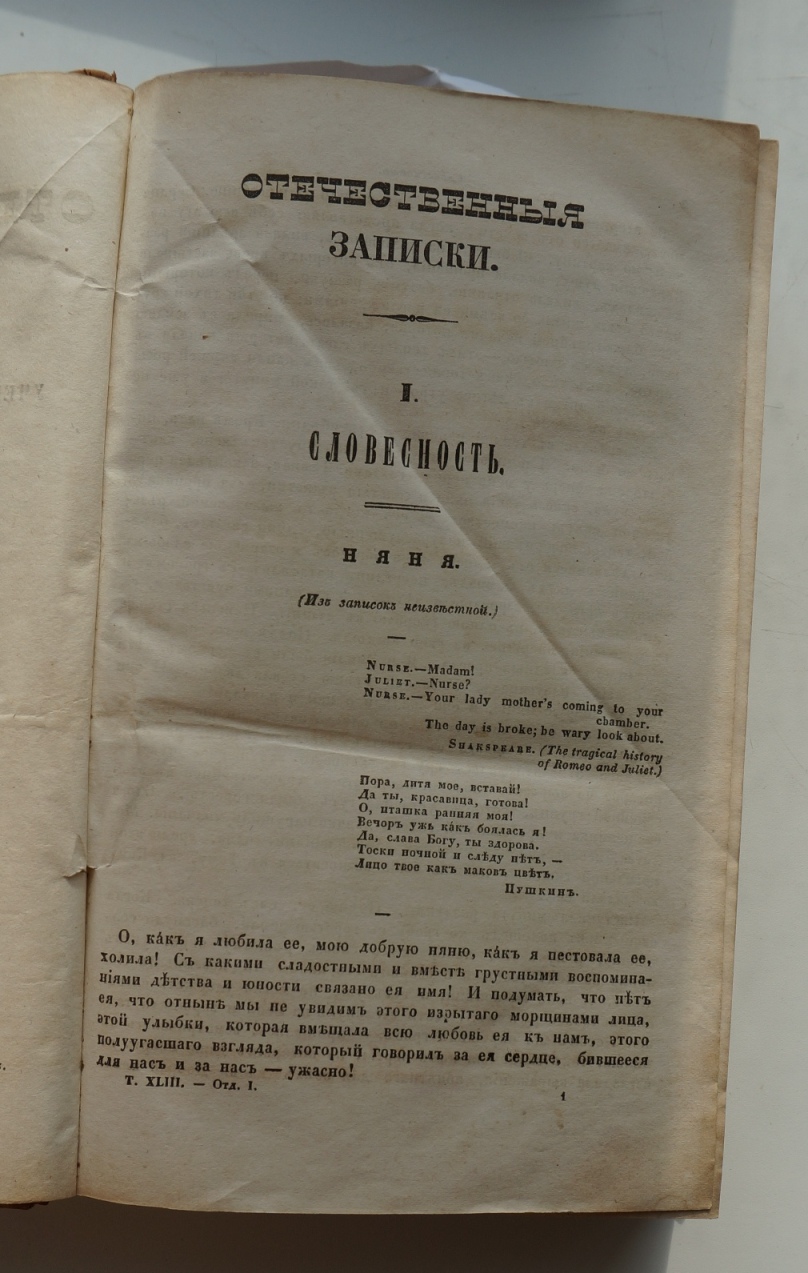 ОТЕЧЕСТВЕННЫЯ
ЗАПИСКИ.
I.
СЛОВЕСНОСТЬ.
НЯНЯ.
(Изъ записокъ неизвѣстной.)
NURSE.—Madam!
JULIET.—Nurse?
NURSE.—Your lady mother's coming to your
chamber.
The day is broke; be wary look about.
SHAKSPEARE. (The tragical history
of Romeo and Juliet.)
Пора, дитя мое, вставай!
Да ты, красавица, готова!
О, пташка ранняя моя!
Вечоръ ужь ка́къ боялась я!
Да, слава Богу, ты здорова.
Тоски ночной и слѣду нѣтъ, —
Лицо твое какъ маковъ цвѣтъ.
Пушкинъ.
О, ка́къ я любила ее, мою добрую няню, ка́къ я пестовала ее,
холила! Съ какими сладостными и вмѣстѣ грустными воспомина-
ніями дѣтства и юности связано ея имя! И подумать, что нѣтъ
ея, что отнынѣ мы не увидимъ этого изрытаго морщинами лица,
этой улыбки, которая вмѣщала всю любовь ея къ намъ, этого
полуугасшаго взгляда, который говорилъ за ея сердце, бившееся
для насъ и за насъ — ужасно!
Т. XLIII. — Отд. I.
1